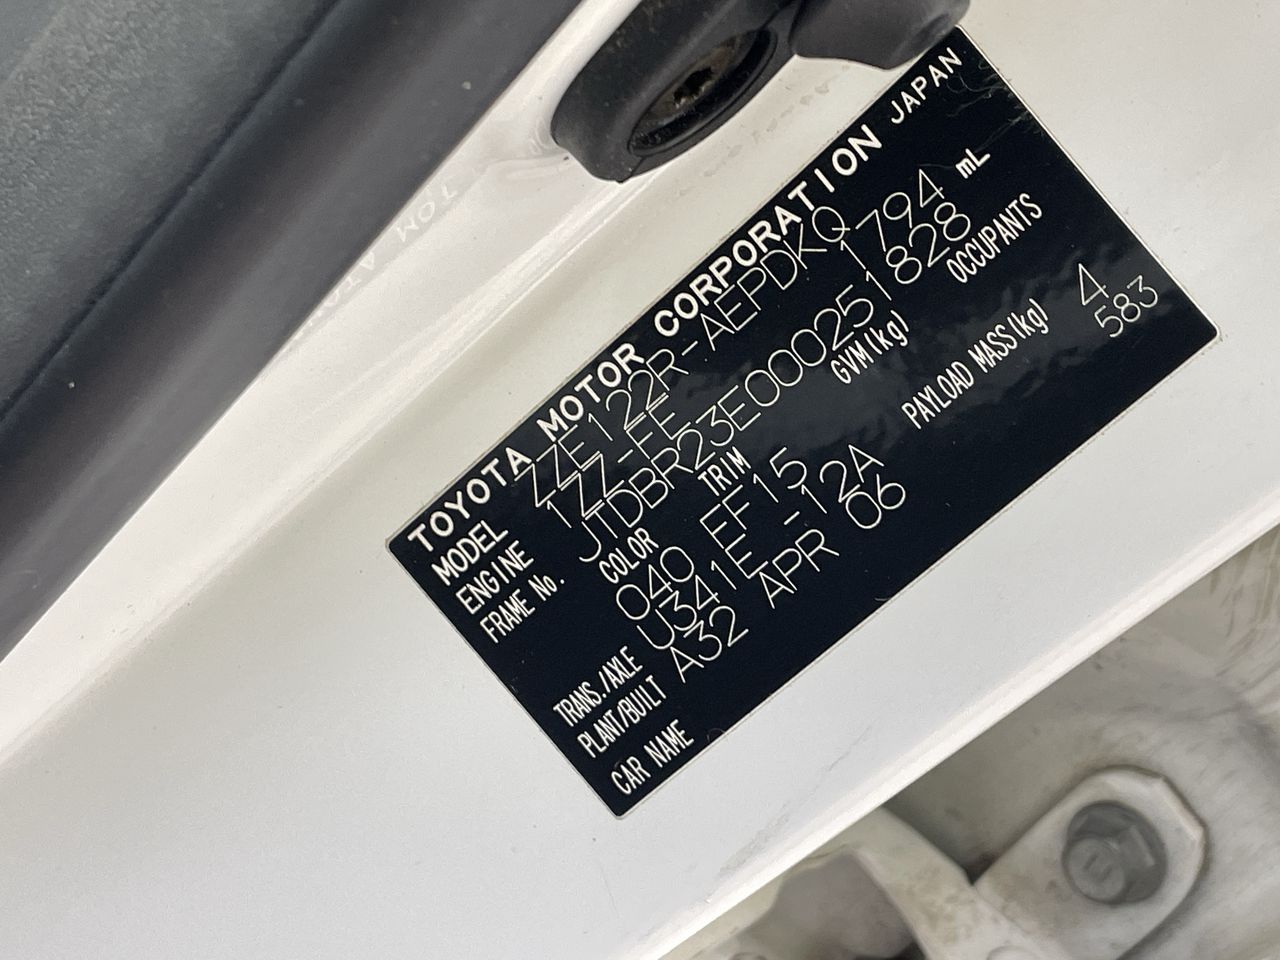 TOYOTA MOTOR CORPORATION JAPAN
MODEL ZZE122R-AEPDKQ
ENGINE 1ZZ-FE 1794 mL
FRAME No. JTDBR23E000251828
COLOR TRIM GVM(kg) OCCUPANTS
040 EF15 4
TRANS./AXLE U341E -12A PAYLOAD MASS(kg) 583
PLANT/BUILT A32 APR 06
CAR NAME